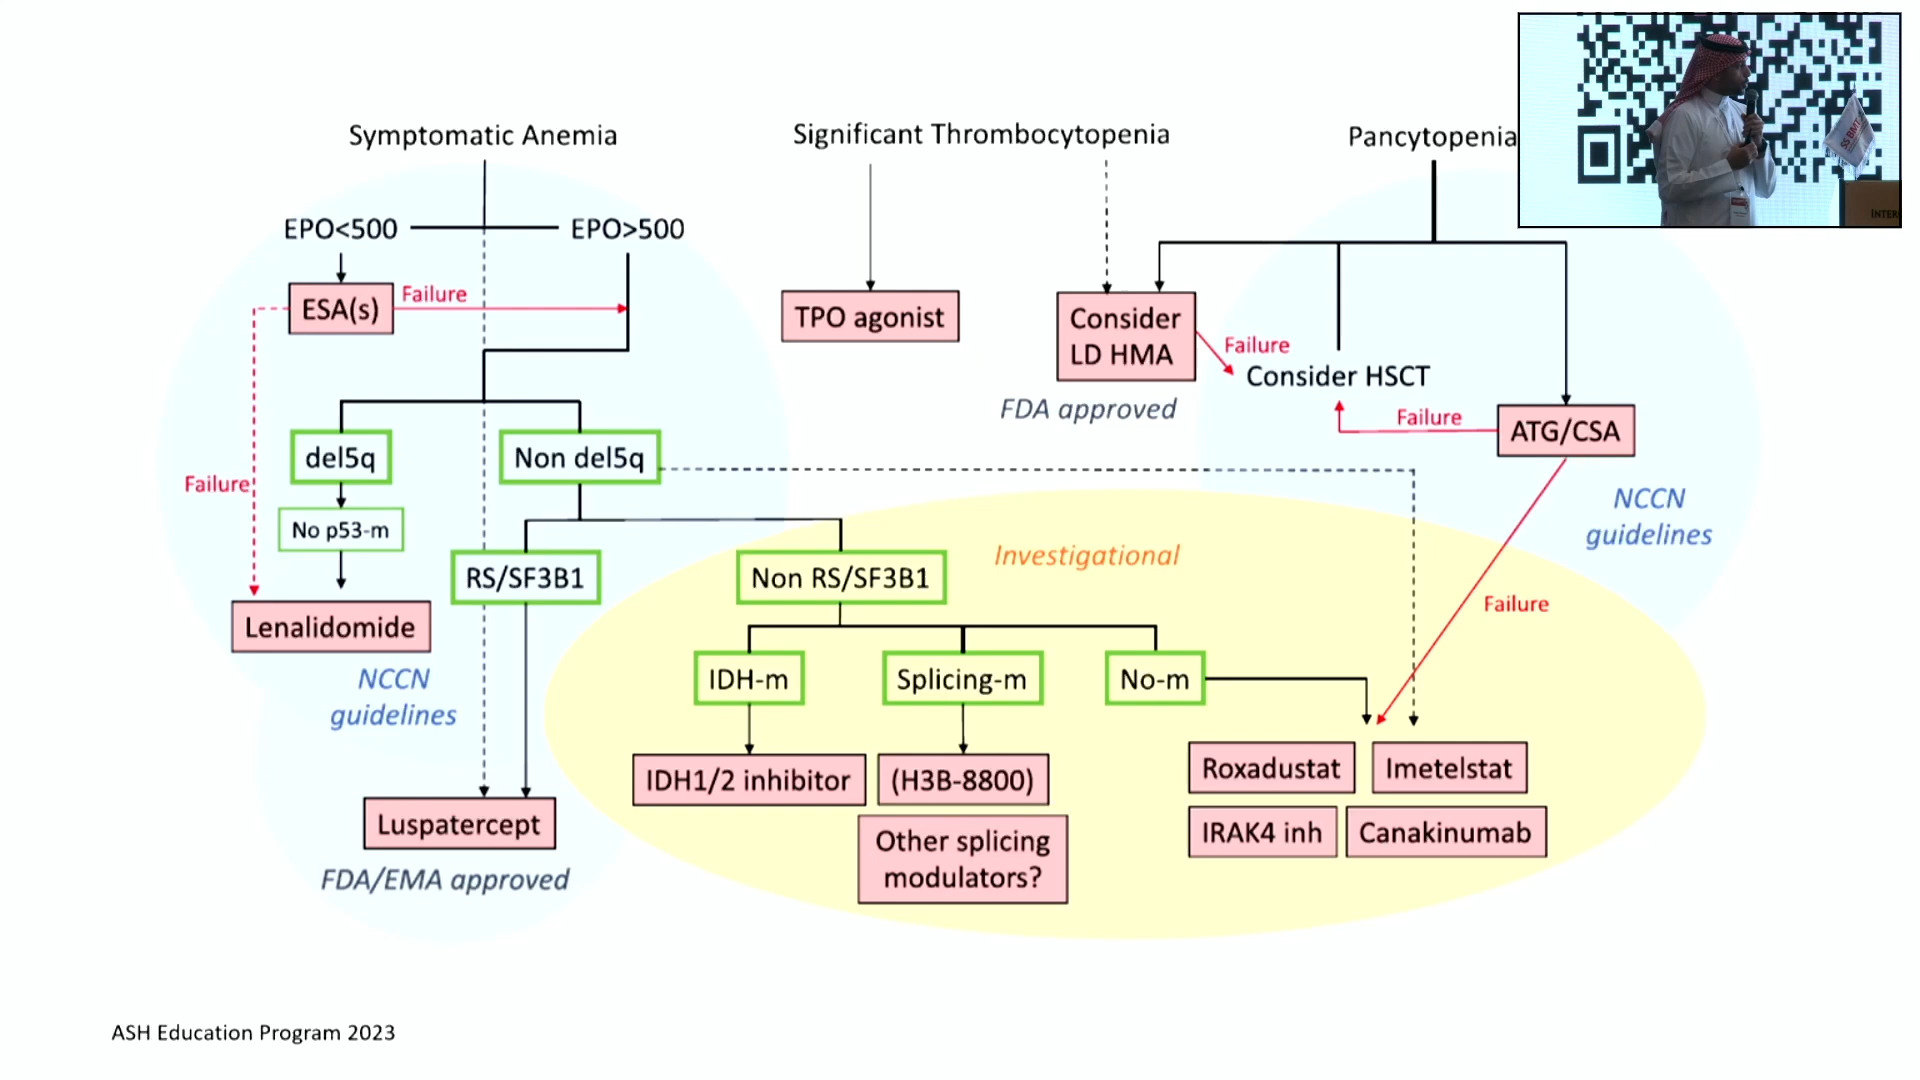 Symptomatic Anemia
Significant Thrombocytopenia
Pancytopenia
EPO<500
EPO>500
ESA(s)
Failure
TPO agonist
Consider
LD HMA
Failure
Consider HSCT
FDA approved
Failure
ATG/CSA
del5q
Non del5q
Failure
NCCN
guidelines
No p53-m
Investigational
RS/SF3B1
Non RS/SF3B1
Failure
Lenalidomide
NCCN
guidelines
IDH-m
Splicing-m
No-m
IDH1/2 inhibitor
(H3B-8800)
Roxadustat
Imetelstat
Luspatercept
IRAK4 inh
Canakinumab
Other splicing
modulators?
FDA/EMA approved
ASH Education Program 2023
SSBMT
INTER